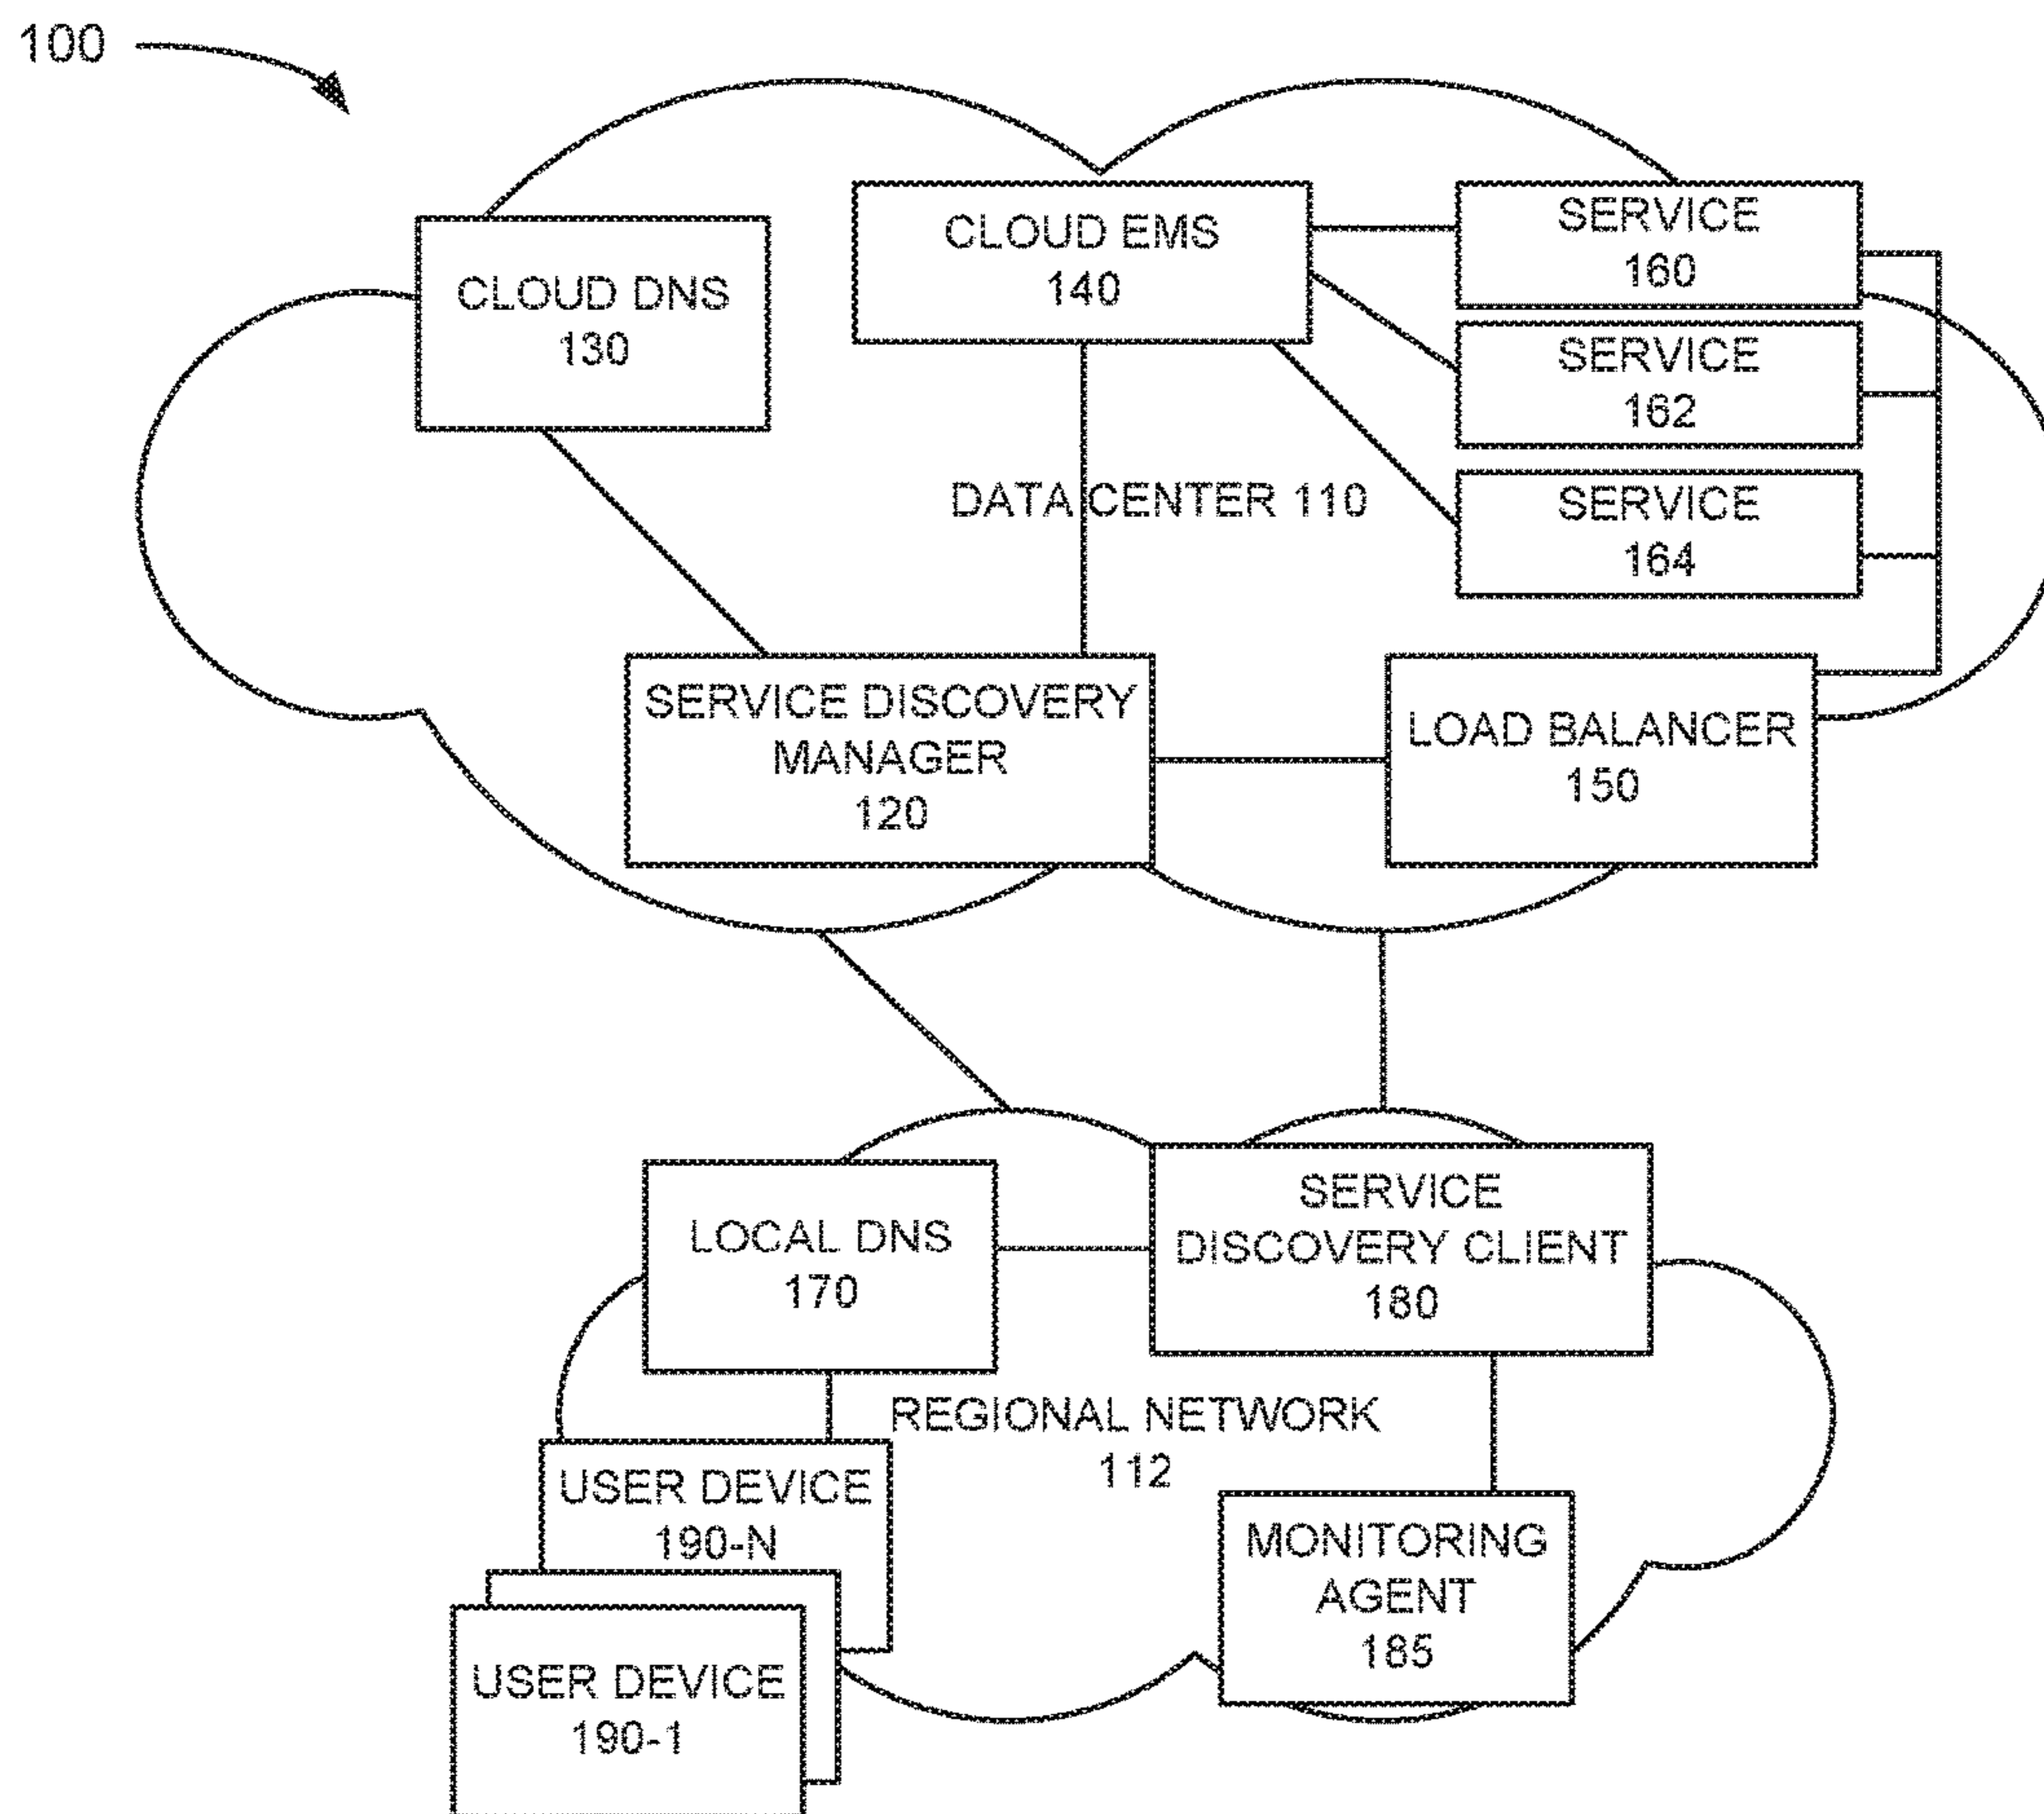 100
CLOUD DNS
130
CLOUD EMS
140
SERVICE
160
SERVICE
162
SERVICE
164
DATA CENTER 110
SERVICE DISCOVERY
MANAGER
120
LOAD BALANCER
150
LOCAL DNS
170
SERVICE
DISCOVERY CLIENT
180
REGIONAL NETWORK
112
USER DEVICE
190-N
USER DEVICE
190-1
MONITORING
AGENT
185